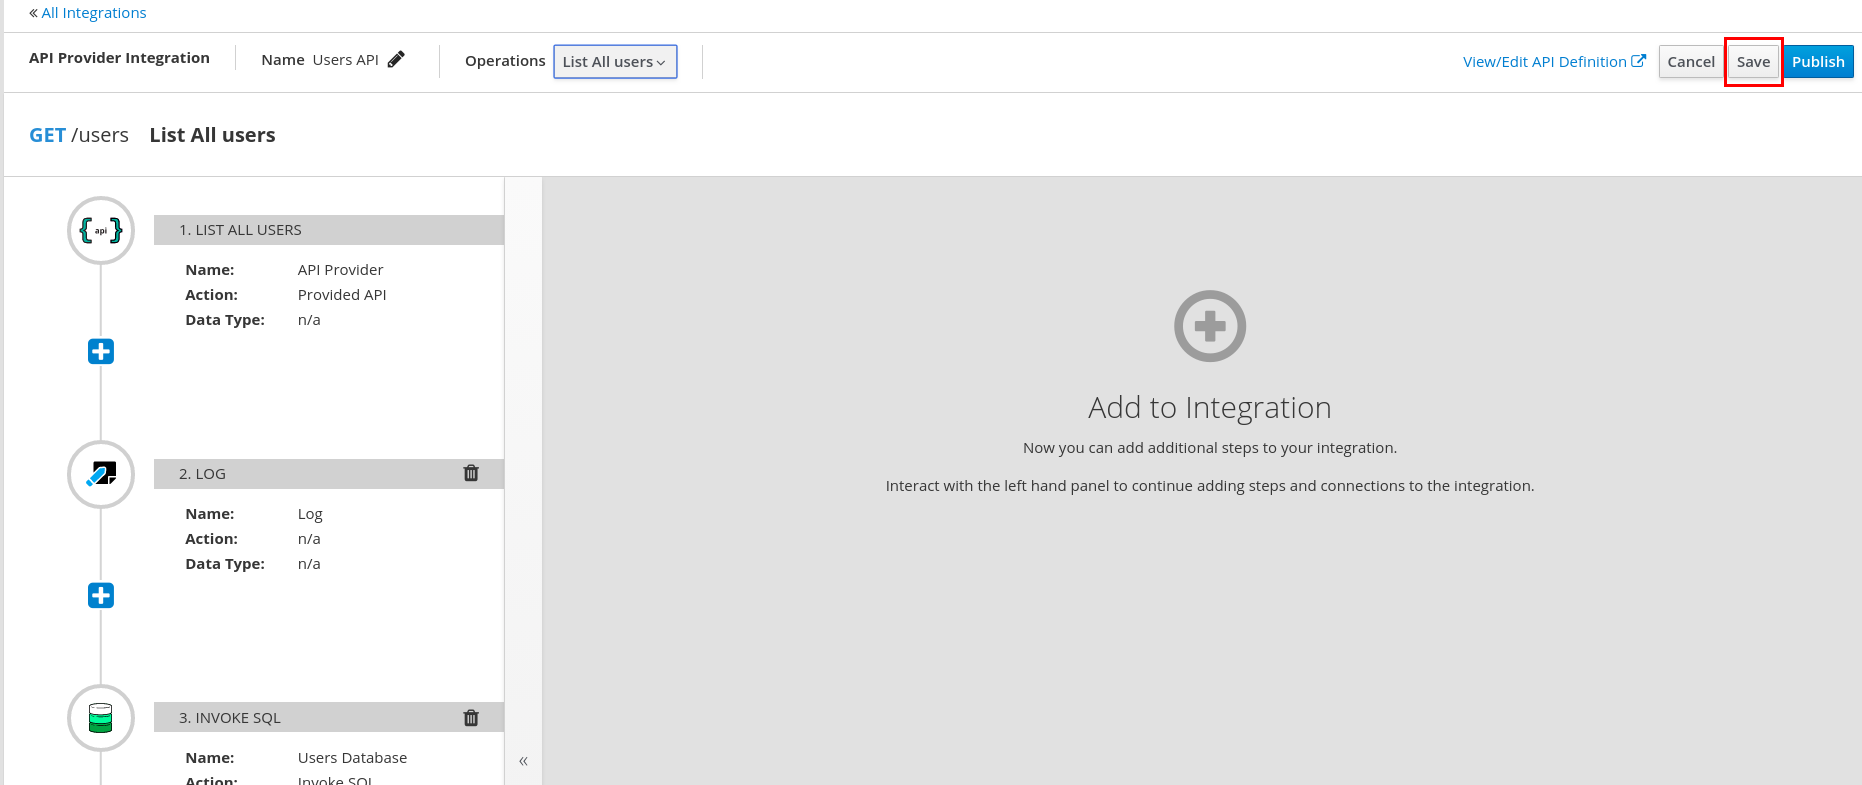 « All Integrations
API Provider Integration Name Users API Operations List All users View/Edit API Definition Cancel Save Publish
GET /users List All users
api
1. LIST ALL USERS
Name: API Provider
Action: Provided API
Data Type: n/a
2. LOG
Name: Log
Action: n/a
Data Type: n/a
3. INVOKE SQL
Name: Users Database
Action: Invoke SQL
«
Add to Integration
Now you can add additional steps to your integration.
Interact with the left hand panel to continue adding steps and connections to the integration.